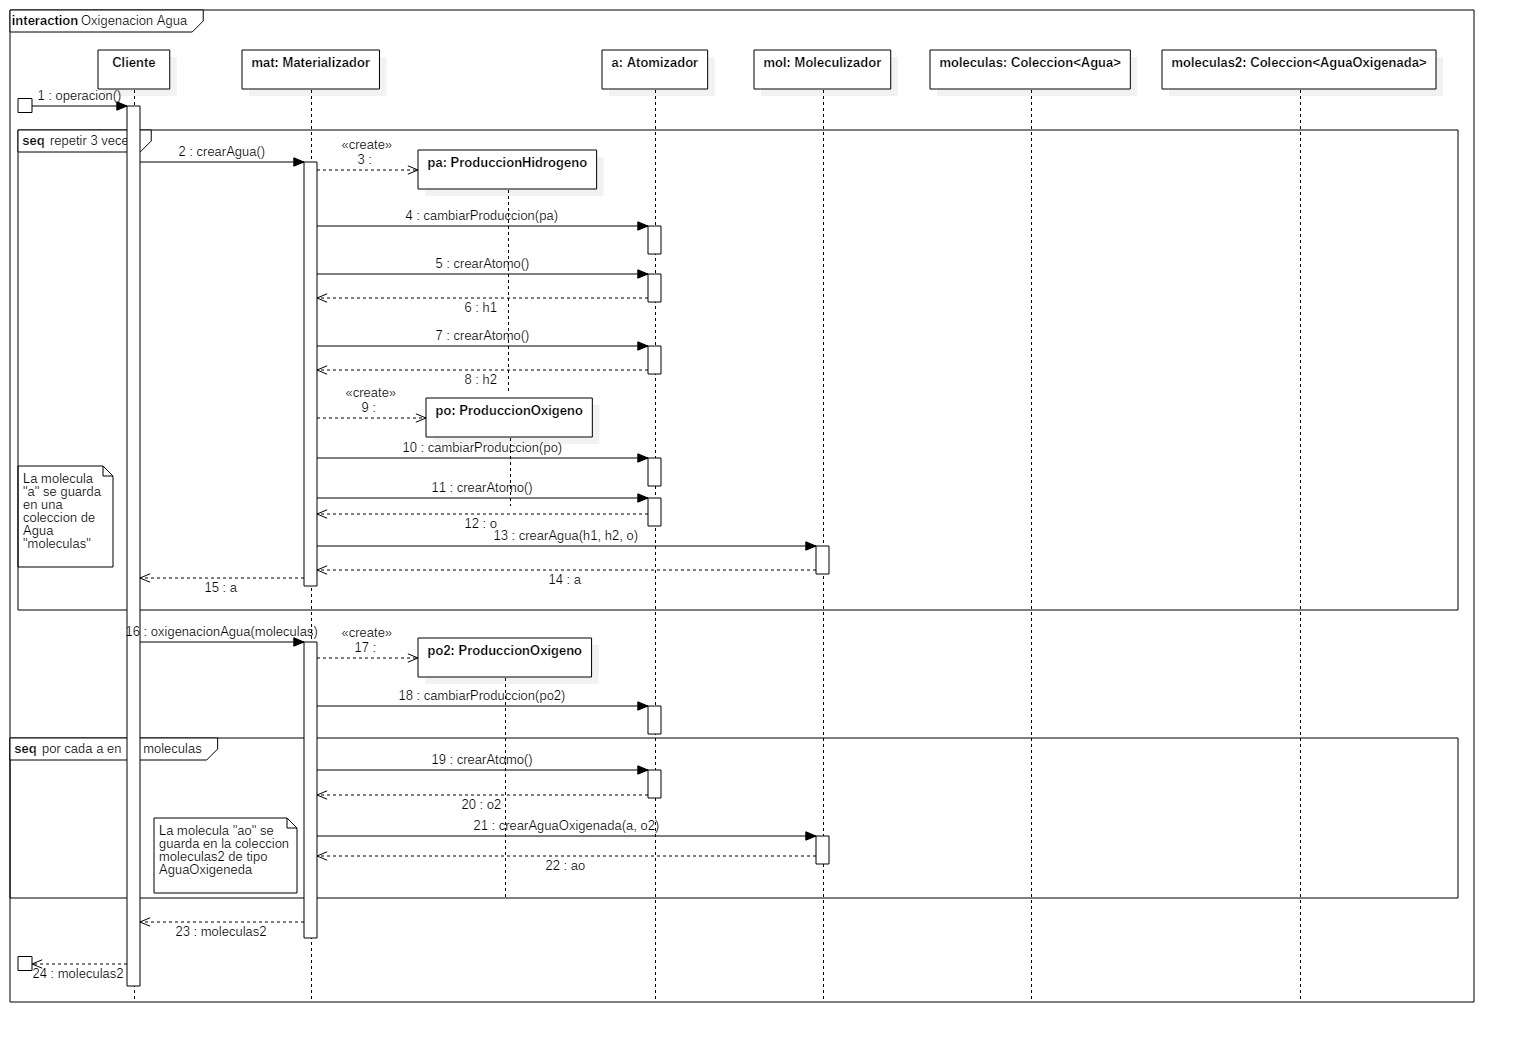 interaction Oxigenacion Agua
Cliente
mat: Materializador
a: Atomizador
mol: Moleculizador
moleculas: Coleccion<Agua>
moleculas2: Coleccion<AguaOxigenada>
1 : operacion()
seq repetir 3 vece
2 : crearAgua()
«create»
3 :
pa: ProduccionHidrogeno
4 : cambiarProduccion(pa)
5 : crearAtomo()
6 : h1
7 : crearAtomo()
8 : h2
«create»
9 :
po: ProduccionOxigeno
10 : cambiarProduccion(po)
La molecula
"a" se guarda
en una
coleccion de
Agua
"moleculas"
11 : crearAtomo()
12 : o
13 : crearAgua(h1, h2, o)
14 : a
15 : a
16 : oxigenacionAgua(moleculas)
«create»
17 :
po2: ProduccionOxigeno
18 : cambiarProduccion(po2)
seq por cada a en moleculas
19 : crearAtomo()
20 : o2
21 : crearAguaOxigenada(a, o2)
La molecula "ao" se
guarda en la coleccion
moleculas2 de tipo
AguaOxigeneda
22 : ao
23 : moleculas2
24 : moleculas2